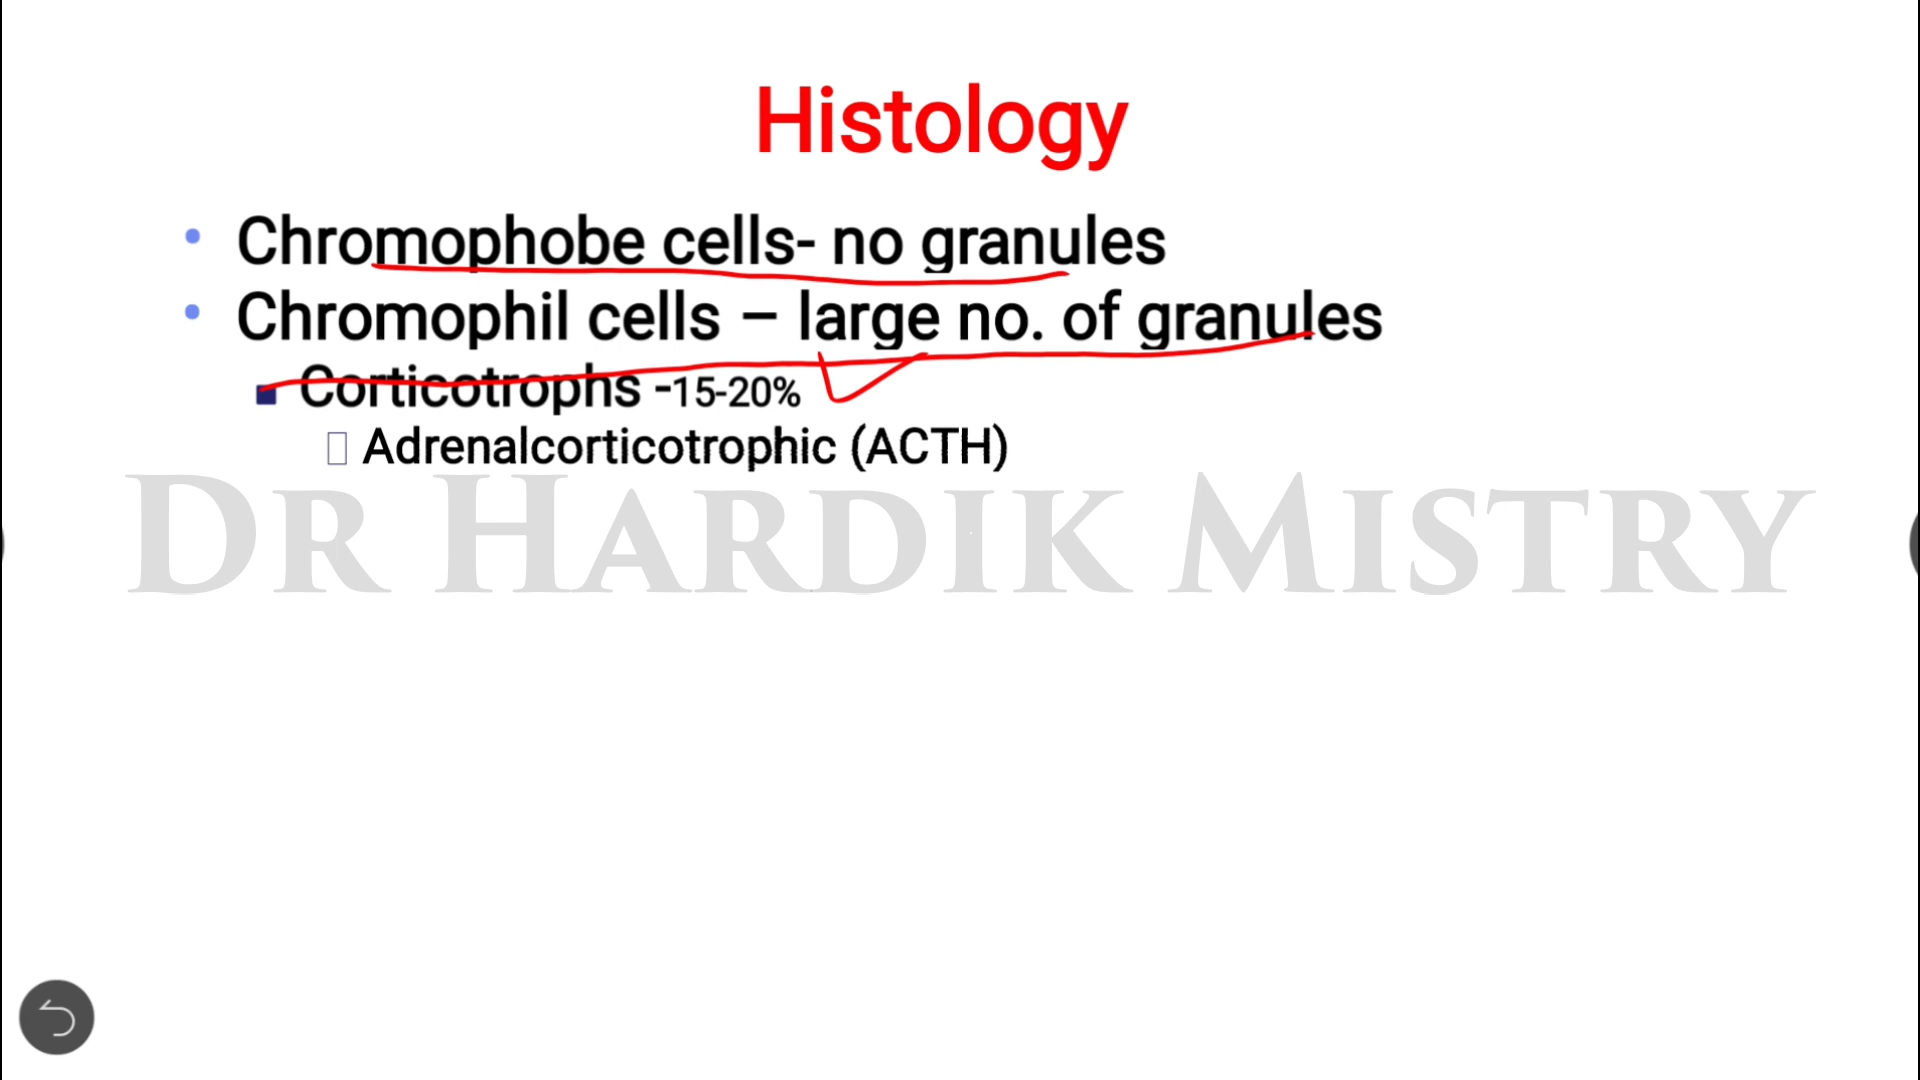 Histology
• Chromophobe cells- no granules
• Chromophil cells – large no. of granules
■ Corticotrophs -15-20%
▯ Adrenalcorticotrophic (ACTH)
DR HARDIK MISTRY